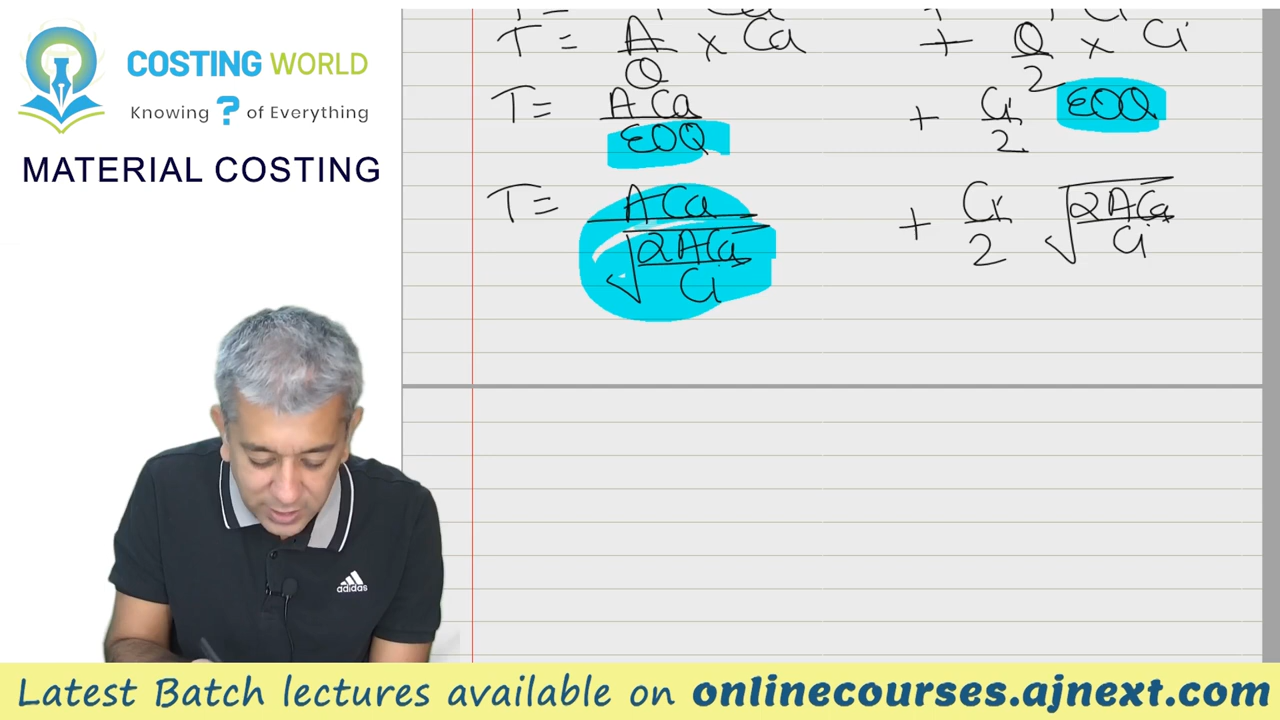 COSTING WORLD
Knowing ? of Everything
MATERIAL COSTING
T = A/Q × Ca + Q/2 × Ci
T = ACa/EOQ + Ci/2 EOQ
T = ACa/√(2ACa/Ci) + Ci/2 √(2ACa/Ci)
adidas
Latest Batch lectures available on onlinecourses.ajnext.com